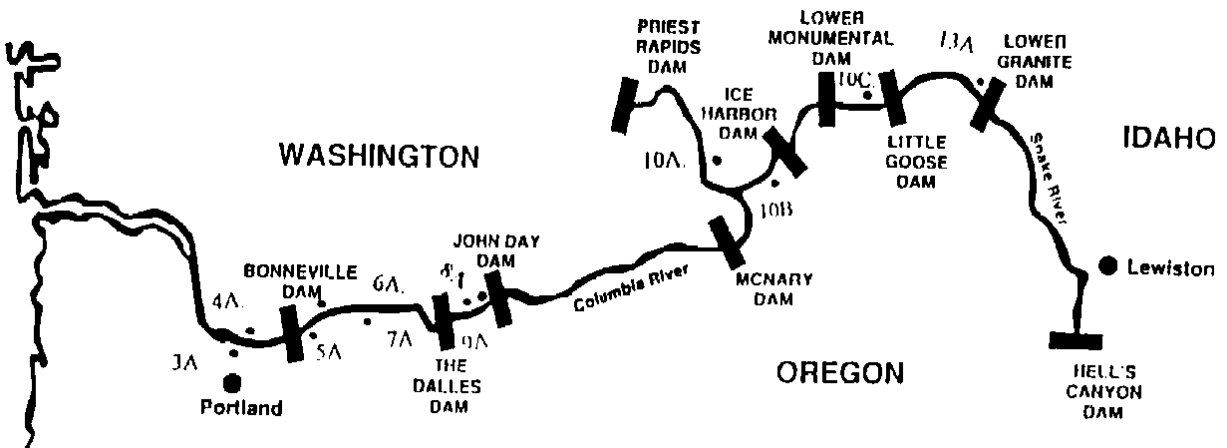 PRIEST
RAPIDS
DAM
LOWER
MONUMENTAL
DAM
10C.
13A
LOWER
GRANITE
DAM
ICE
HARBOR
DAM
IDAHO
WASHINGTON
10A.
LITTLE
GOOSE
DAM
Snake River
10B
JOHN DAY
DAM
BONNEVILLE
DAM
6A.
Columbia River
MCNARY
DAM
Lewiston
4A.
3A
5A
7A
9A
THE
DALLES
DAM
Portland
OREGON
HELL'S
CANYON
DAM